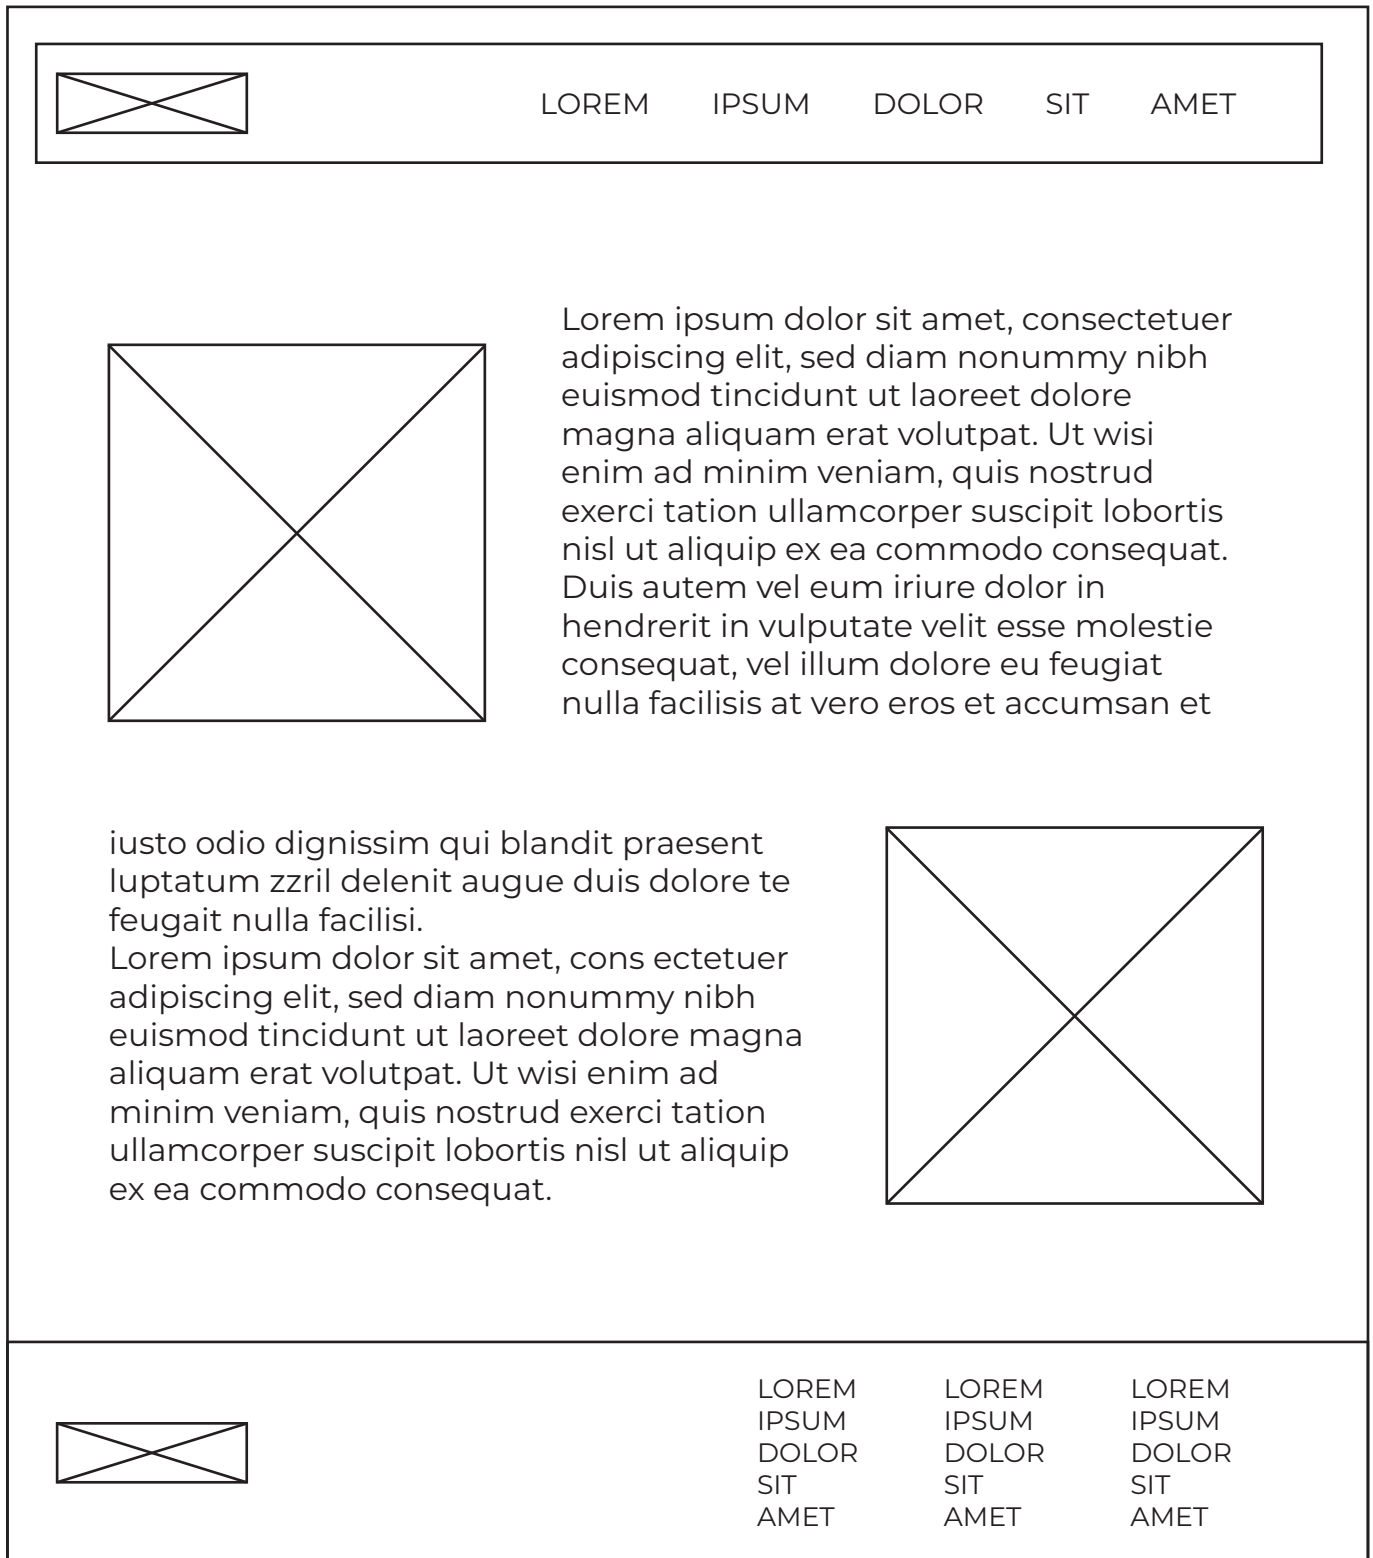 LOREM IPSUM DOLOR SIT AMET
Lorem ipsum dolor sit amet, consectetuer
adipiscing elit, sed diam nonummy nibh
euismod tincidunt ut laoreet dolore
magna aliquam erat volutpat. Ut wisi
enim ad minim veniam, quis nostrud
exerci tation ullamcorper suscipit lobortis
nisl ut aliquip ex ea commodo consequat.
Duis autem vel eum iriure dolor in
hendrerit in vulputate velit esse molestie
consequat, vel illum dolore eu feugiat
nulla facilisis at vero eros et accumsan et
iusto odio dignissim qui blandit praesent
luptatum zzril delenit augue duis dolore te
feugait nulla facilisi.
Lorem ipsum dolor sit amet, cons ectetuer
adipiscing elit, sed diam nonummy nibh
euismod tincidunt ut laoreet dolore magna
aliquam erat volutpat. Ut wisi enim ad
minim veniam, quis nostrud exerci tation
ullamcorper suscipit lobortis nisl ut aliquip
ex ea commodo consequat.
LOREM
IPSUM
DOLOR
SIT
AMET
LOREM
IPSUM
DOLOR
SIT
AMET
LOREM
IPSUM
DOLOR
SIT
AMET